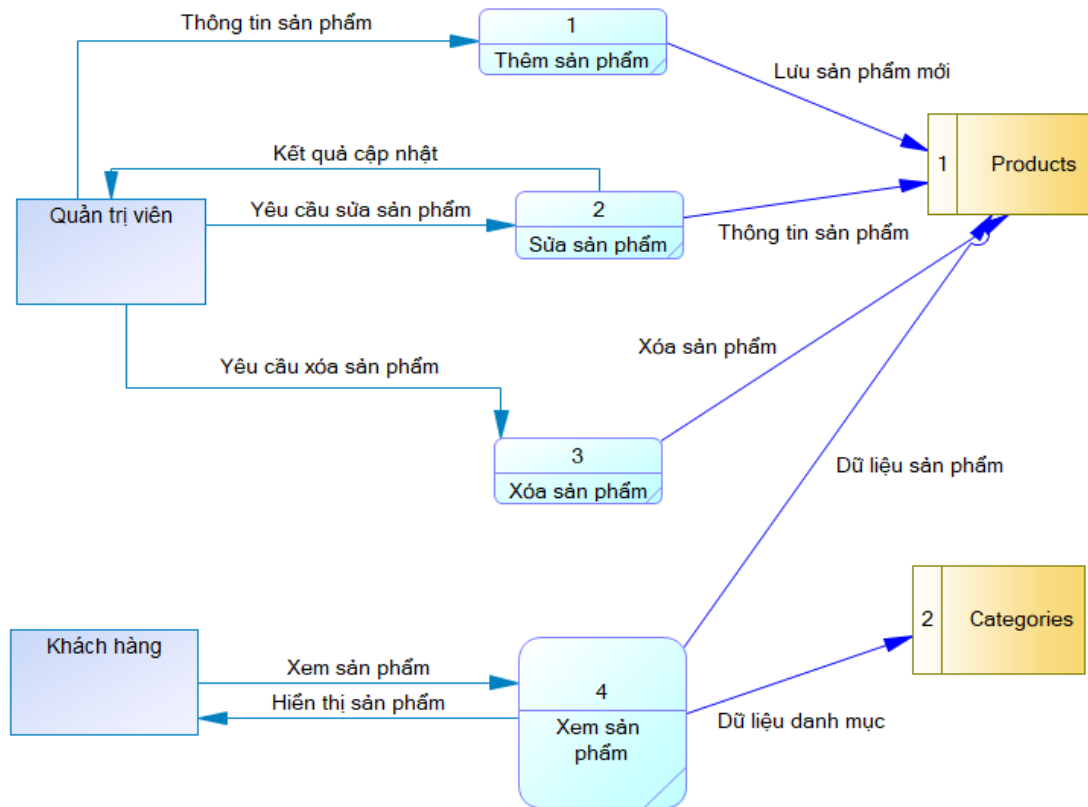 Thông tin sản phẩm
1
Thêm sản phẩm
Lưu sản phẩm mới
1
Products
Kết quả cập nhật
Quản trị viên
Yêu cầu sửa sản phẩm
2
Sửa sản phẩm
Thông tin sản phẩm
Xóa sản phẩm
Yêu cầu xóa sản phẩm
3
Xóa sản phẩm
Dữ liệu sản phẩm
2
Categories
Khách hàng
Xem sản phẩm
Hiển thị sản phẩm
4
Xem sản
phẩm
Dữ liệu danh mục